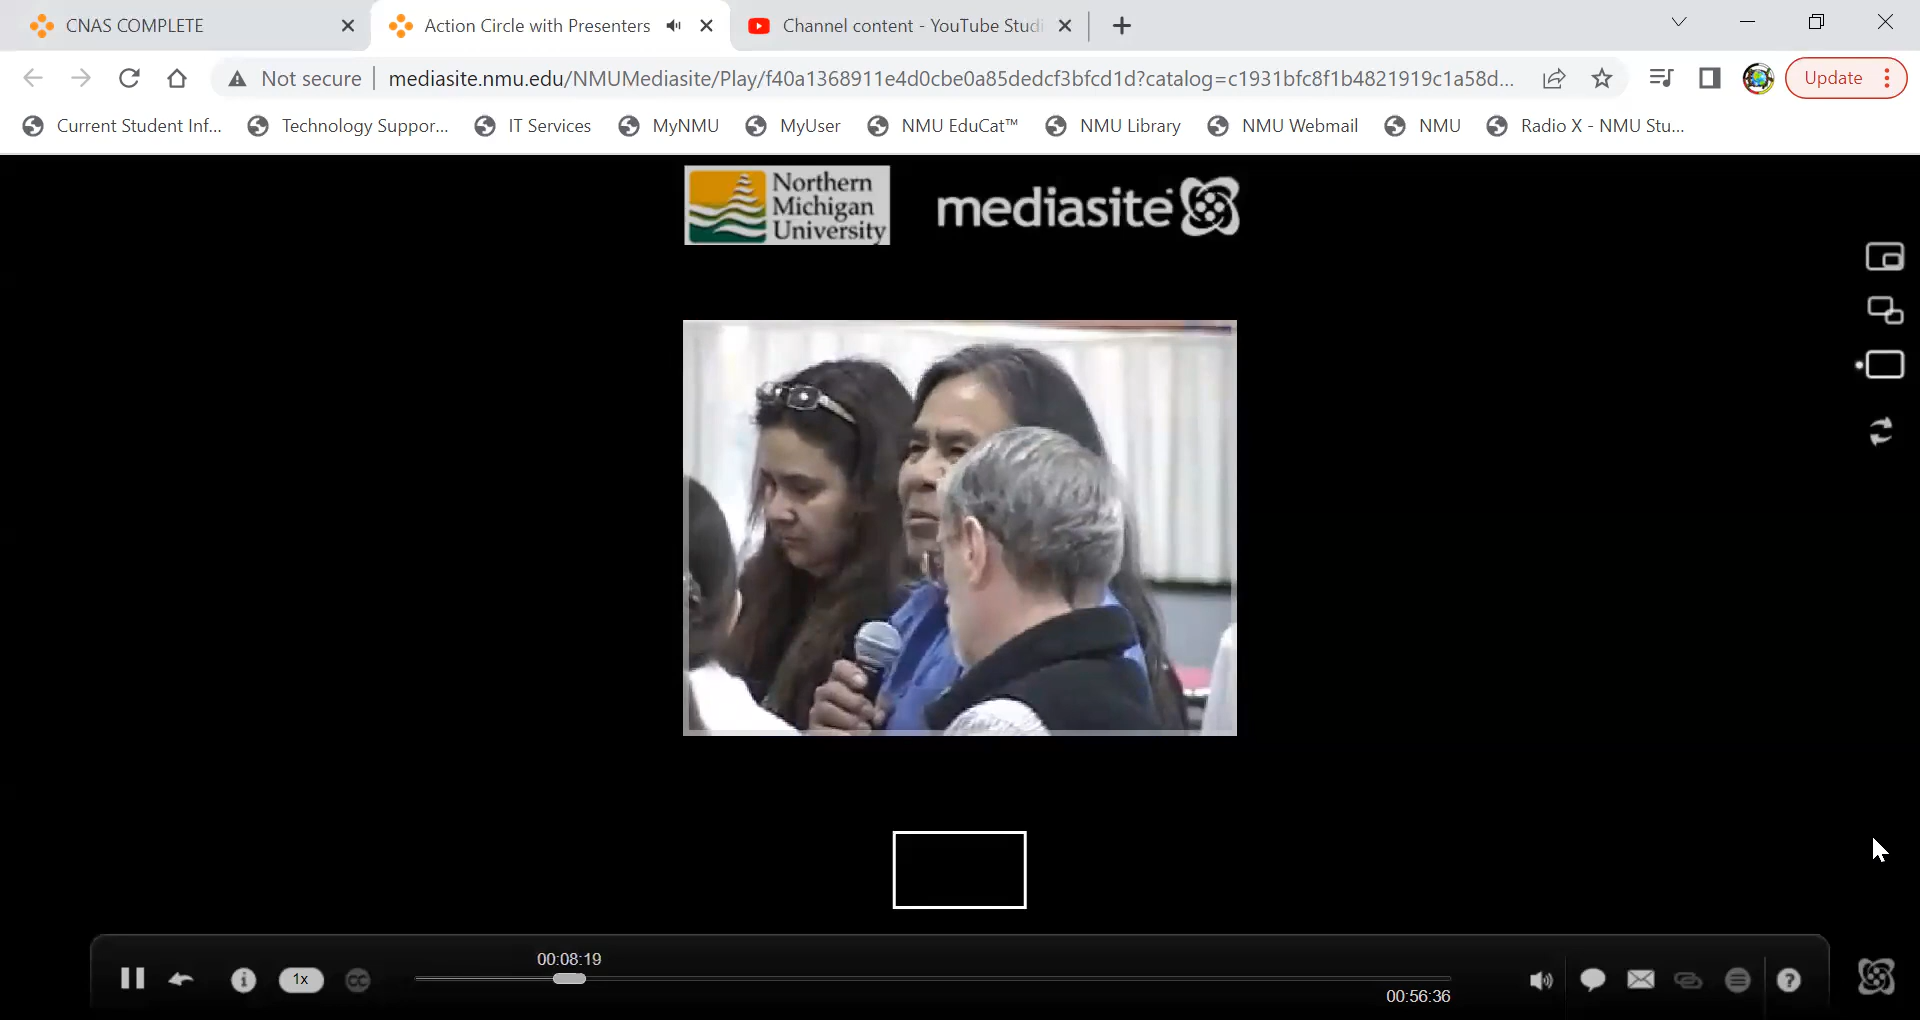 CNAS COMPLETE
Action Circle with Presenters
Channel content - YouTube Studi
Not secure
mediasite.nmu.edu/NMUMediasite/Play/f40a1368911e4d0cbe0a85dedcf3bfcd1d?catalog=c1931bfc8f1b4821919c1a58d...
Update
Current Student Inf...
Technology Suppor...
IT Services
MyNMU
MyUser
NMU EduCat™
NMU Library
NMU Webmail
NMU
Radio X - NMU Stu...
Northern
Michigan
University
mediasite
00:08:19
1x
CC
00:56:36